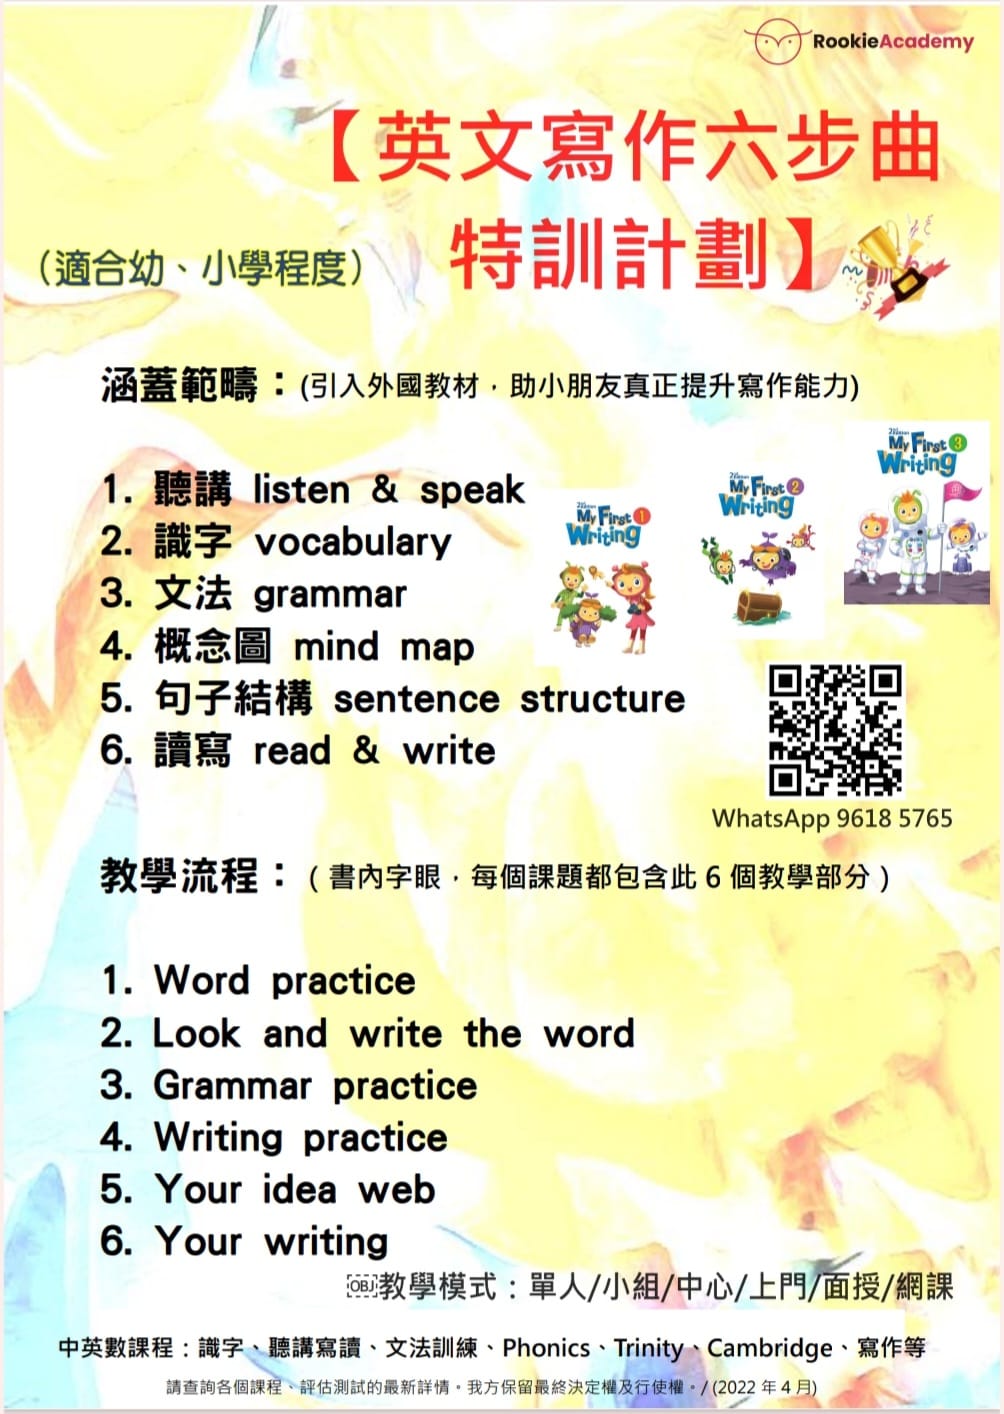 RookieAcademy
【英文寫作六步曲
特訓計劃】
（適合幼、小學程度）
涵蓋範疇：(引入外國教材，助小朋友真正提升寫作能力)
1. 聽講 listen & speak
2. 識字 vocabulary
3. 文法 grammar
4. 概念圖 mind map
5. 句子結構 sentence structure
6. 讀寫 read & write
My First 1
Writing
My First 2
Writing
My First 3
Writing
WhatsApp 9618 5765
教學流程：（書內字眼，每個課題都包含此 6 個教學部分）
1. Word practice
2. Look and write the word
3. Grammar practice
4. Writing practice
5. Your idea web
6. Your writing
OBJ教學模式：單人/小組/中心/上門/面授/網課
中英數課程：識字、聽講寫讀、文法訓練、Phonics、Trinity、Cambridge、寫作等
請查詢各個課程、評估測試的最新詳情。我方保留最終決定權及行使權。/ (2022 年 4 月)